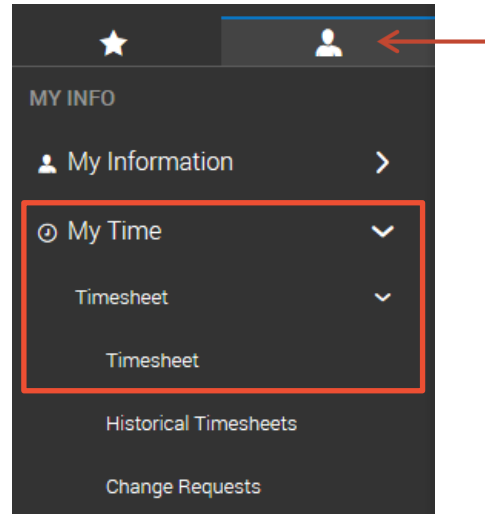 MY INFO
My Information
My Time
Timesheet
Timesheet
Historical Timesheets
Change Requests